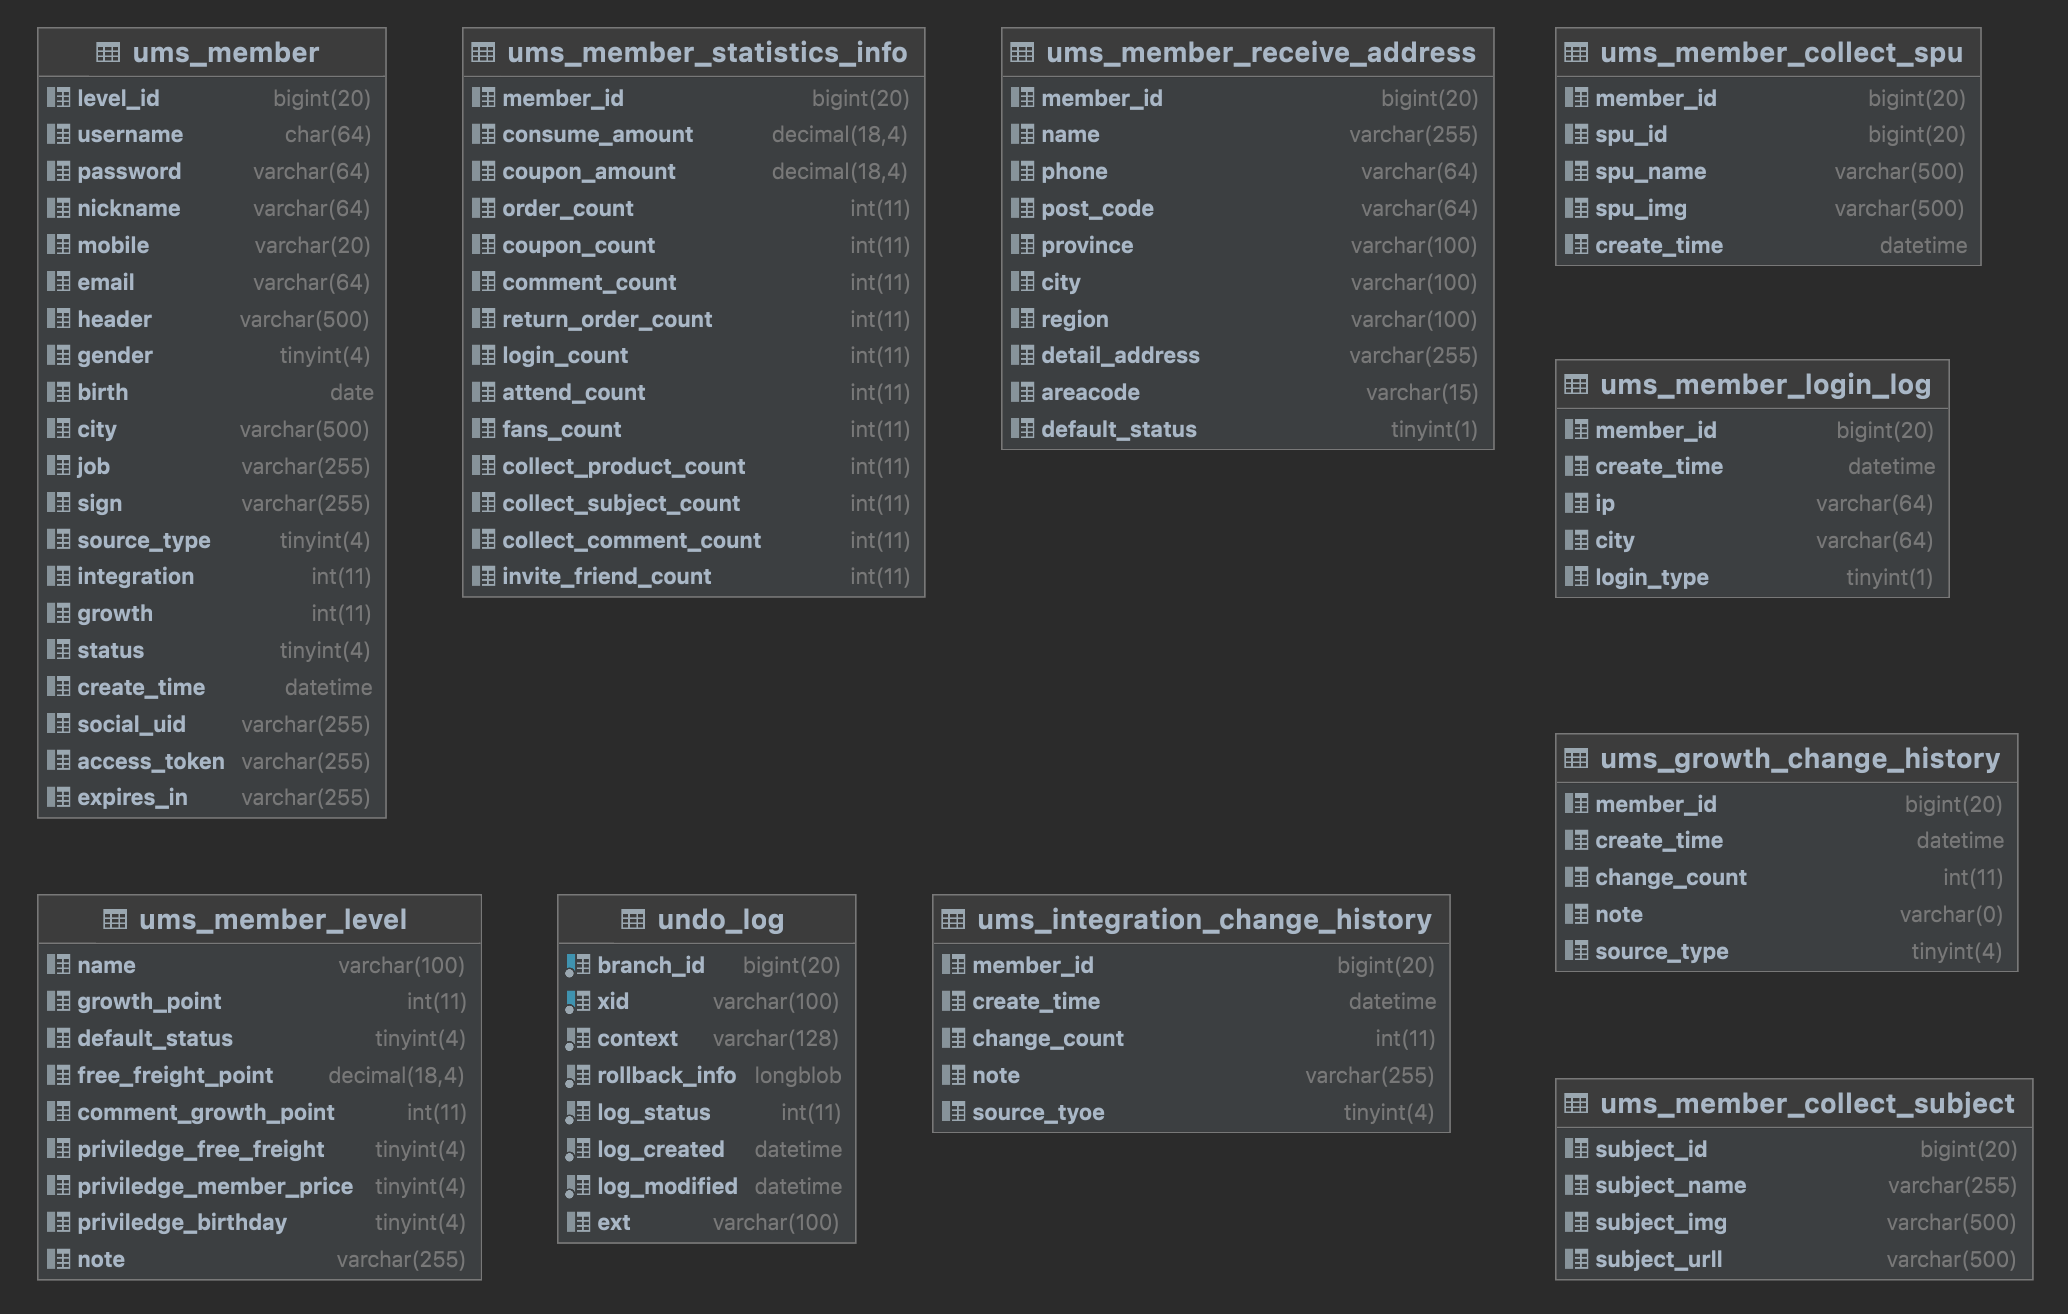 ums_member
level_id bigint(20)
username char(64)
password varchar(64)
nickname varchar(64)
mobile varchar(20)
email varchar(64)
header varchar(500)
gender tinyint(4)
birth date
city varchar(500)
job varchar(255)
sign varchar(255)
source_type tinyint(4)
integration int(11)
growth int(11)
status tinyint(4)
create_time datetime
social_uid varchar(255)
access_token varchar(255)
expires_in varchar(255)
ums_member_statistics_info
member_id bigint(20)
consume_amount decimal(18,4)
coupon_amount decimal(18,4)
order_count int(11)
coupon_count int(11)
comment_count int(11)
return_order_count int(11)
login_count int(11)
attend_count int(11)
fans_count int(11)
collect_product_count int(11)
collect_subject_count int(11)
collect_comment_count int(11)
invite_friend_count int(11)
ums_member_receive_address
member_id bigint(20)
name varchar(255)
phone varchar(64)
post_code varchar(64)
province varchar(100)
city varchar(100)
region varchar(100)
detail_address varchar(255)
areacode varchar(15)
default_status tinyint(1)
ums_member_collect_spu
member_id bigint(20)
spu_id bigint(20)
spu_name varchar(500)
spu_img varchar(500)
create_time datetime
ums_member_login_log
member_id bigint(20)
create_time datetime
ip varchar(64)
city varchar(64)
login_type tinyint(1)
ums_growth_change_history
member_id bigint(20)
create_time datetime
change_count int(11)
note varchar(0)
source_type tinyint(4)
ums_member_level
name varchar(100)
growth_point int(11)
default_status tinyint(4)
free_freight_point decimal(18,4)
comment_growth_point int(11)
priviledge_free_freight tinyint(4)
priviledge_member_price tinyint(4)
priviledge_birthday tinyint(4)
note varchar(255)
undo_log
branch_id bigint(20)
xid varchar(100)
context varchar(128)
rollback_info longblob
log_status int(11)
log_created datetime
log_modified datetime
ext varchar(100)
ums_integration_change_history
member_id bigint(20)
create_time datetime
change_count int(11)
note varchar(255)
source_tyoe tinyint(4)
ums_member_collect_subject
subject_id bigint(20)
subject_name varchar(255)
subject_img varchar(500)
subject_urll varchar(500)